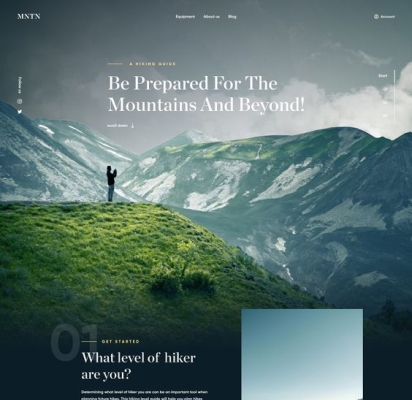 MNTN
Equipment
About us
Blog
Account
A HIKING GUIDE
Be Prepared For The
Mountains And Beyond!
scroll down
Start
Follow us
01
GET STARTED
What level of hiker
are you?
Determining what level of hiker you are can be an important tool when
planning future hikes. This hiking level guide will help you plan hikes